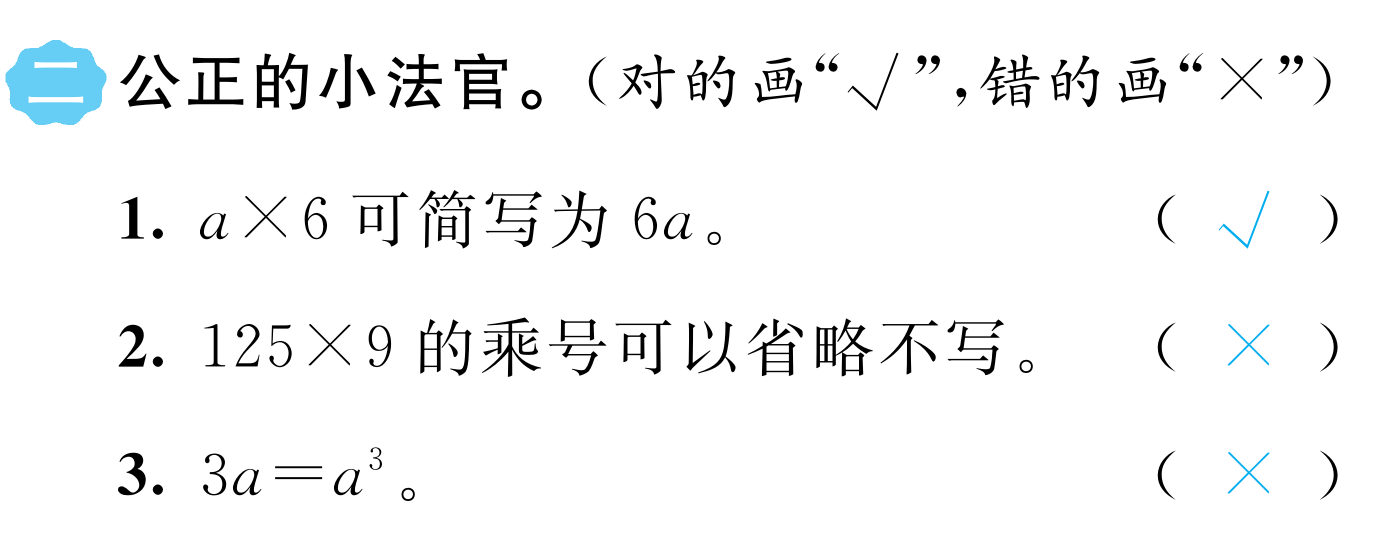 二 公正的小法官。(对的画“√”,错的画“×”)
1. a×6 可简写为 6a。 ( √ )
2. 125×9 的乘号可以省略不写。 ( × )
3. 3a=a³。 ( × )